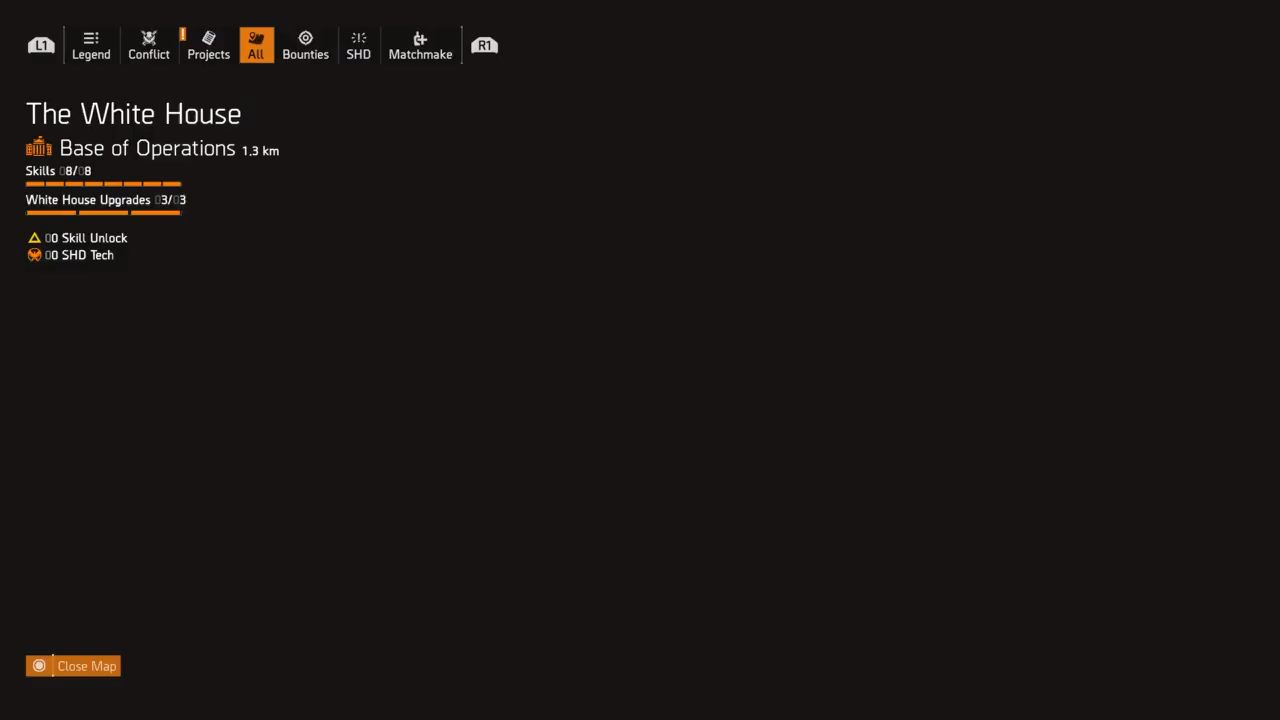 L1 Legend Conflict ! Projects All Bounties SHD Matchmake R1
The White House
Base of Operations 1.3 km
Skills 08/08
White House Upgrades 03/03
00 Skill Unlock
00 SHD Tech
Close Map